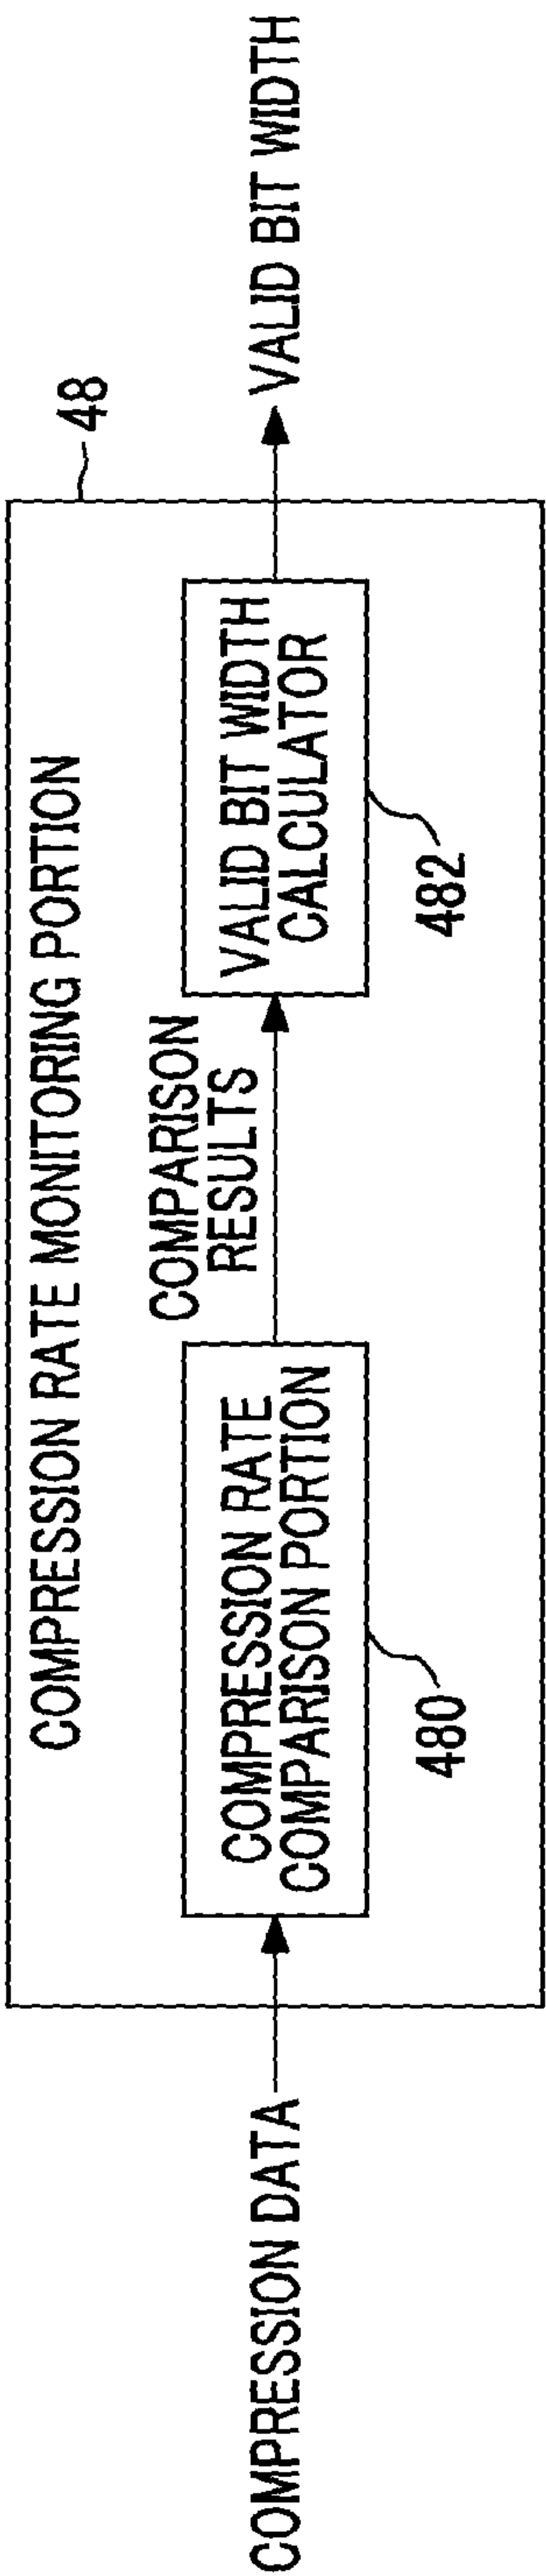 48
COMPRESSION RATE MONITORING PORTION
COMPRESSION DATA
COMPRESSION RATE
COMPARISON PORTION
480
COMPARISON
RESULTS
VALID BIT WIDTH
CALCULATOR
482
VALID BIT WIDTH